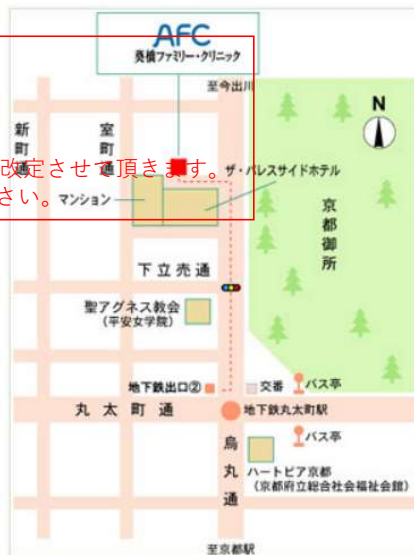 AFC
葵橋ファミリー・クリニック
至今出川
N
新町通
室町通
改定させて頂きます。
さい。
ザ・パレスサイドホテル
マンション
京都御所
下立売通
聖アグネス教会
（平安女学院）
地下鉄出口②
交番
バス亭
丸太町通
地下鉄丸太町駅
バス亭
烏丸通
ハートピア京都
（京都府立総合社会福祉会館）
至京都駅